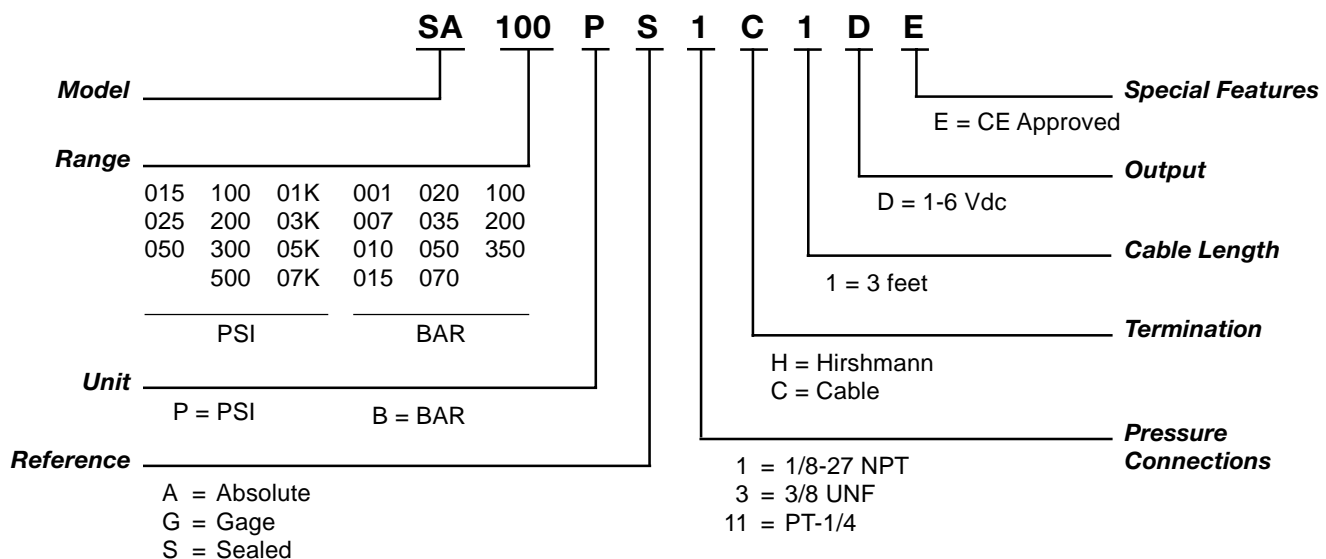 SA 100 P S 1 C 1 D E
Model
Special Features
E = CE Approved
Range
015 100 01K 001 020 100
025 200 03K 007 035 200
050 300 05K 010 050 350
500 07K 015 070
PSI BAR
Output
D = 1-6 Vdc
Cable Length
1 = 3 feet
Termination
H = Hirshmann
C = Cable
Unit
P = PSI B = BAR
Pressure
Connections
1 = 1/8-27 NPT
3 = 3/8 UNF
11 = PT-1/4
Reference
A = Absolute
G = Gage
S = Sealed